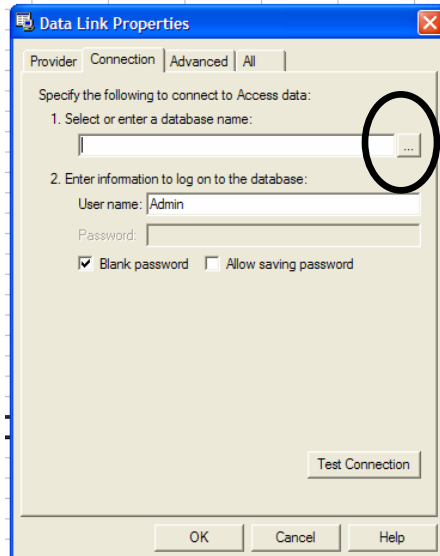 Data Link Properties
Provider Connection Advanced All
Specify the following to connect to Access data:
1. Select or enter a database name:
...
2. Enter information to log on to the database:
User name: Admin
Password:
Blank password Allow saving password
Test Connection
OK Cancel Help